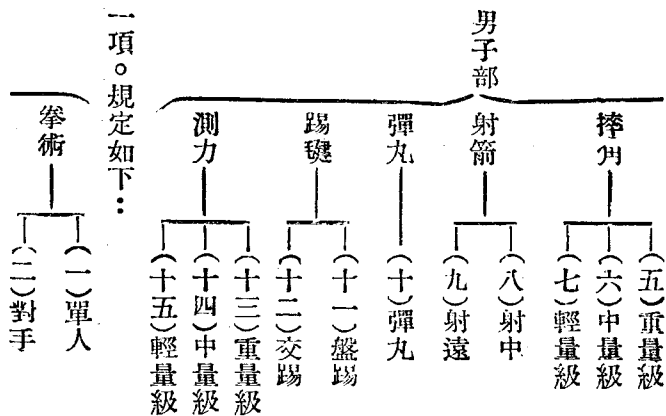 男子部
摔角
(五)重量級
(六)中量級
(七)輕量級
射箭
(八)射中
(九)射遠
彈丸
(十)彈丸
踢毽
(十一)盤踢
(十二)交踢
測力
(十三)重量級
(十四)中量級
(十五)輕量級
一項。規定如下：
拳術
(一)單人
(二)對手